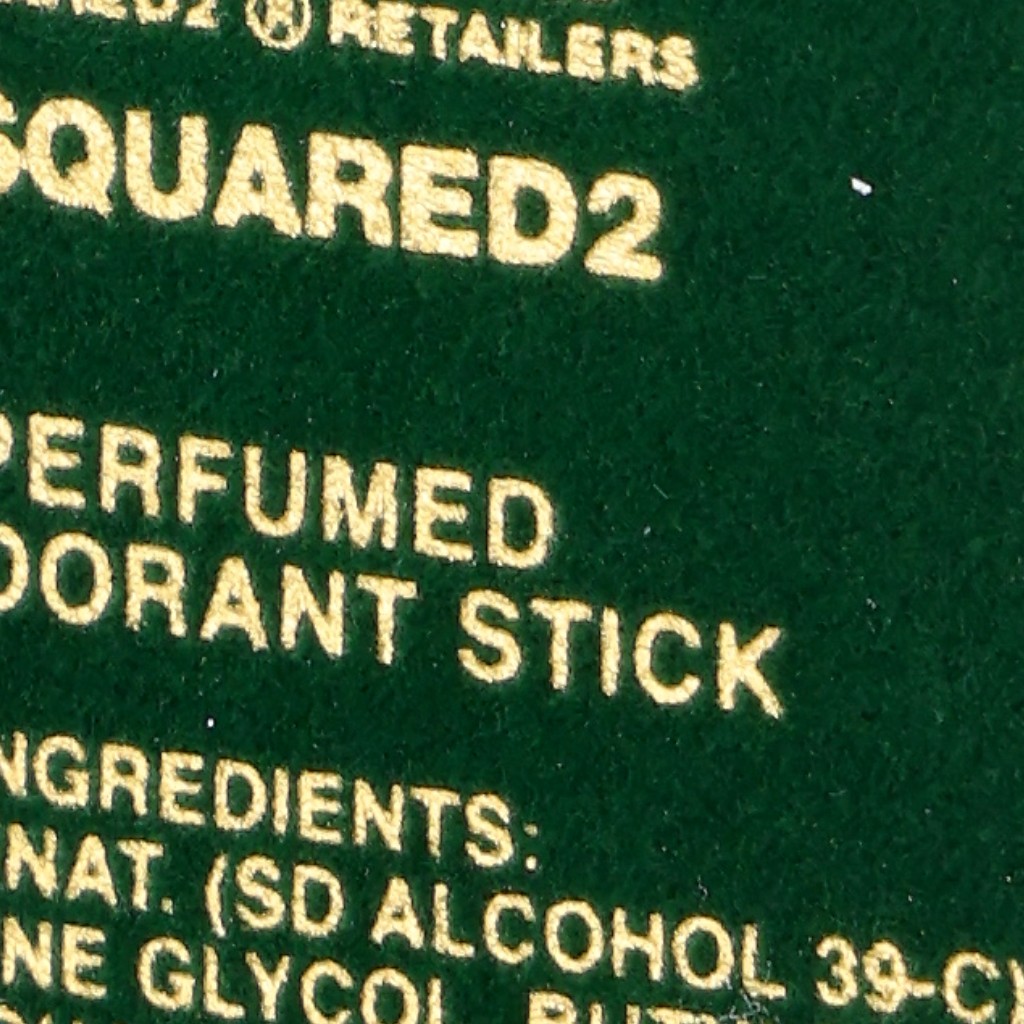 ® RETAILERS
SQUARED2
PERFUMED
DORANT STICK
NGREDIENTS:
NAT. (SD ALCOHOL 39-C)
NE GLYCOL